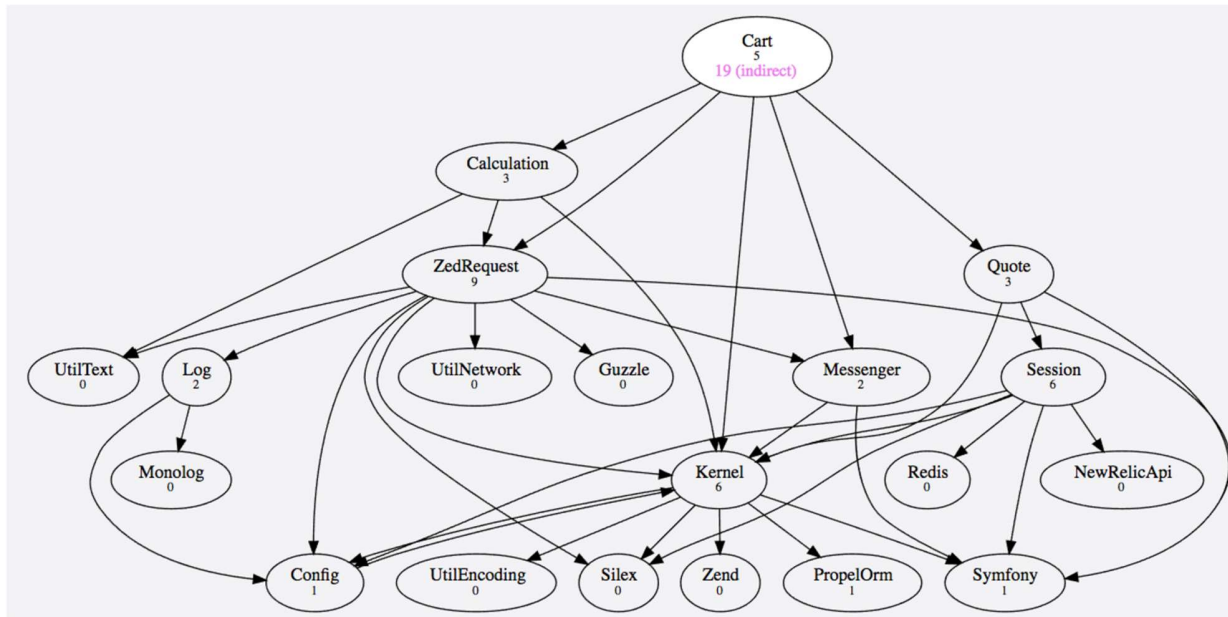 Cart
5
19 (indirect)
Calculation
3
ZedRequest
9
Quote
3
UtilText
0
Log
2
UtilNetwork
0
Guzzle
0
Messenger
2
Session
6
Monolog
0
Kernel
6
Redis
0
NewRelicApi
0
Config
1
UtilEncoding
0
Silex
0
Zend
0
PropelOrm
1
Symfony
1